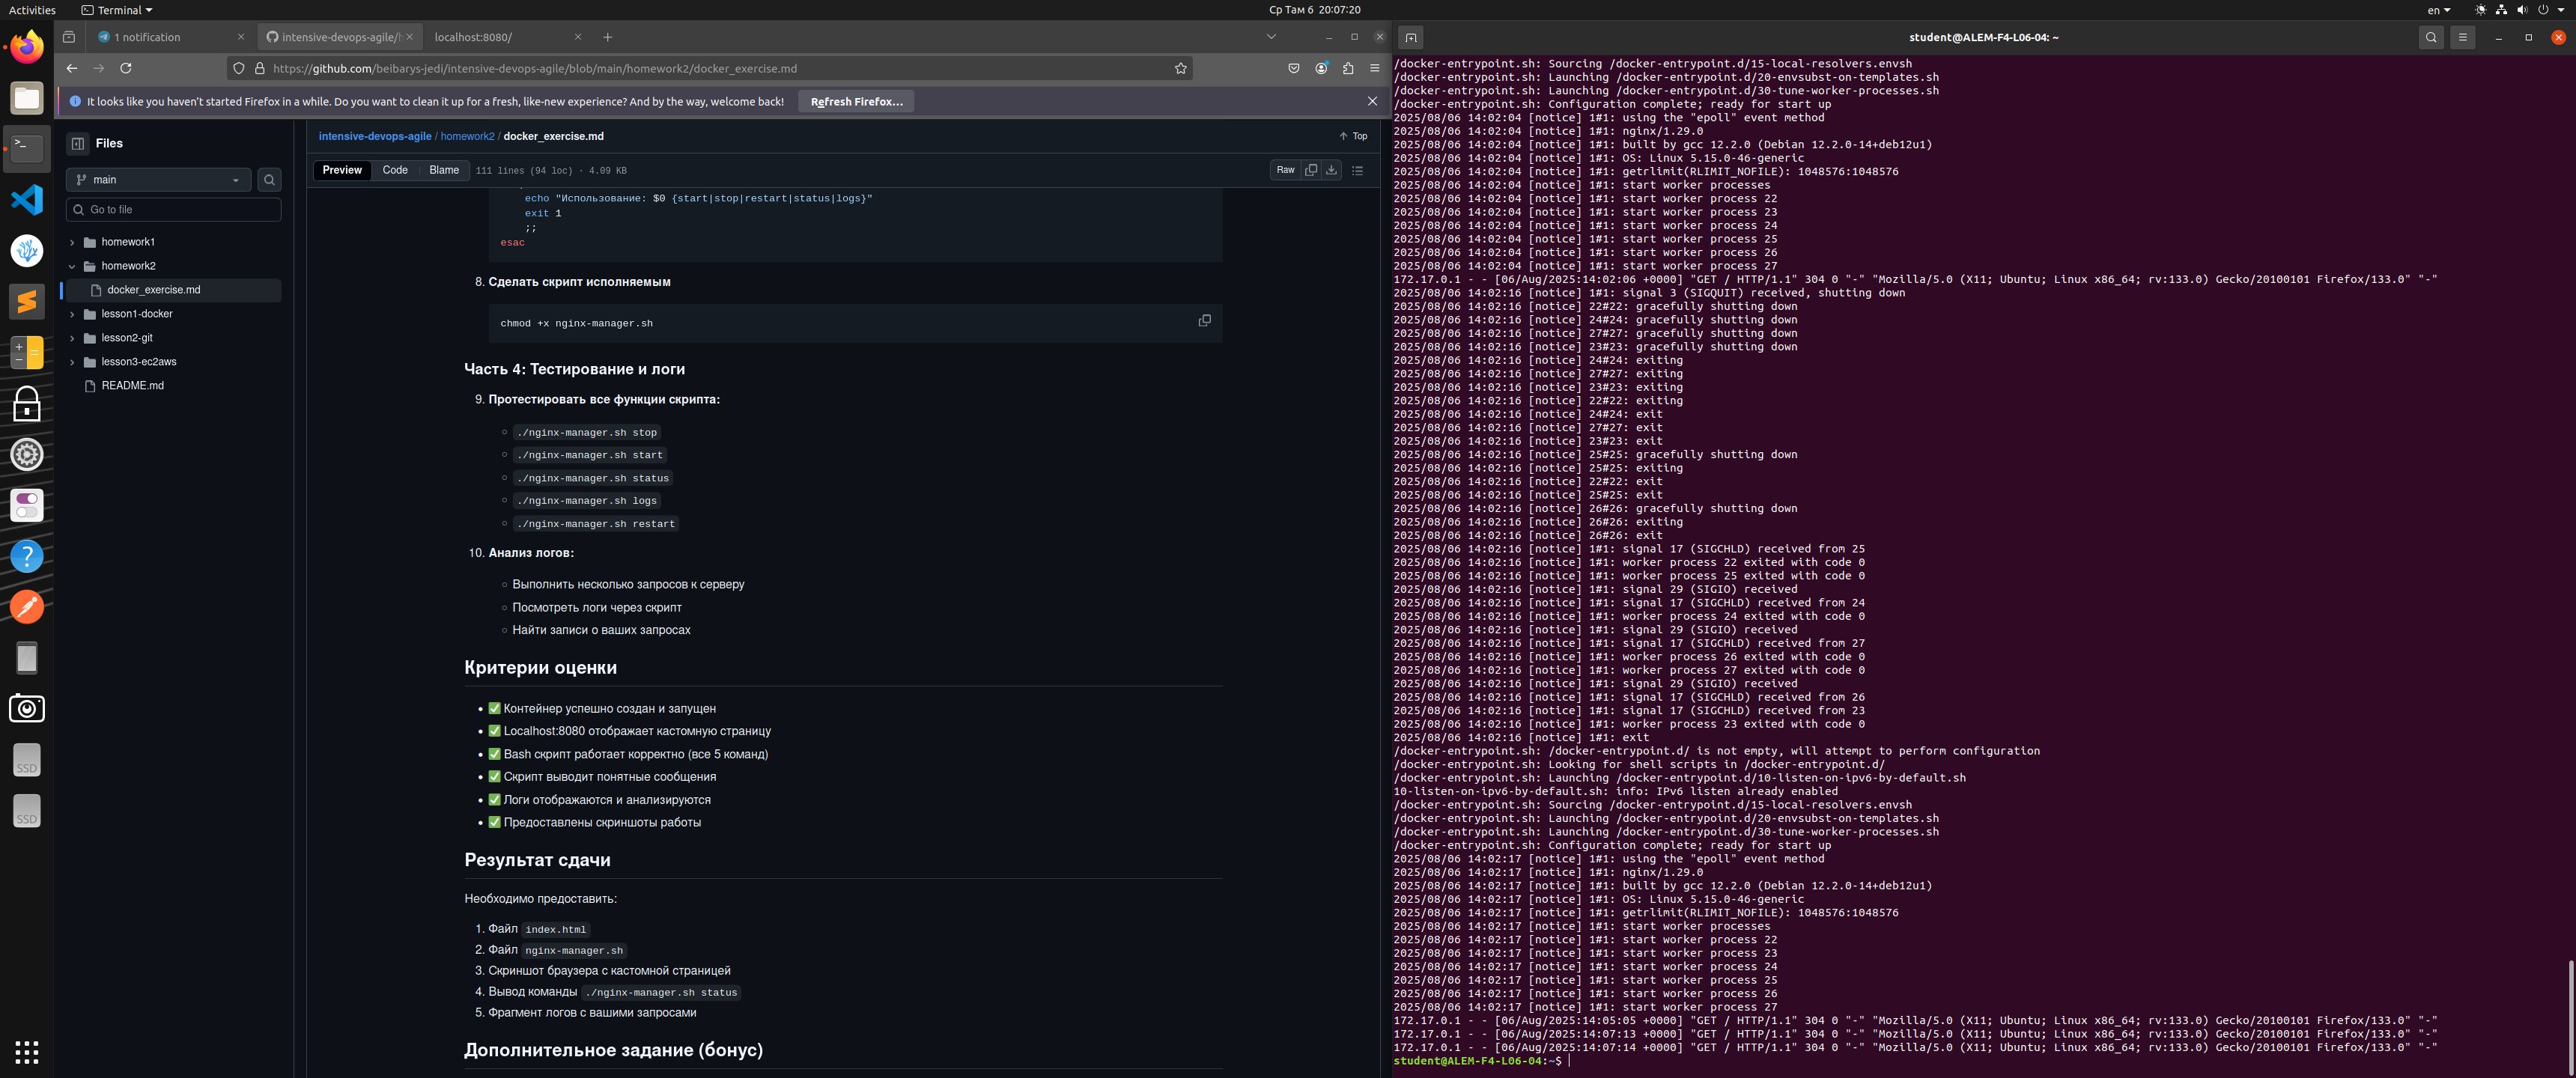 Activities
Terminal
Ср Там 6 20:07:20
en
1 notification
intensive-devops-agile/h
localhost:8080/
https://github.com/beibarys-jedi/intensive-devops-agile/blob/main/homework2/docker_exercise.md
It looks like you haven't started Firefox in a while. Do you want to clean it up for a fresh, like-new experience? And by the way, welcome back!
Refresh Firefox...
Files
main
Go to file
homework1
homework2
docker_exercise.md
lesson1-docker
lesson2-git
lesson3-ec2aws
README.md
SSD
SSD
intensive-devops-agile / homework2 / docker_exercise.md
Top
Preview
Code
Blame
111 lines (94 loc) · 4.09 KB
Raw
echo "Использование: $0 {start|stop|restart|status|logs}"
exit 1
;;
esac
8. Сделать скрипт исполняемым
chmod +x nginx-manager.sh
Часть 4: Тестирование и логи
9. Протестировать все функции скрипта:
./nginx-manager.sh stop
./nginx-manager.sh start
./nginx-manager.sh status
./nginx-manager.sh logs
./nginx-manager.sh restart
10. Анализ логов:
Выполнить несколько запросов к серверу
Посмотреть логи через скрипт
Найти записи о ваших запросах
Критерии оценки
✅ Контейнер успешно создан и запущен
✅ Localhost:8080 отображает кастомную страницу
✅ Bash скрипт работает корректно (все 5 команд)
✅ Скрипт выводит понятные сообщения
✅ Логи отображаются и анализируются
✅ Предоставлены скриншоты работы
Результат сдачи
Необходимо предоставить:
1. Файл index.html
2. Файл nginx-manager.sh
3. Скриншот браузера с кастомной страницей
4. Вывод команды ./nginx-manager.sh status
5. Фрагмент логов с вашими запросами
Дополнительное задание (бонус)
student@ALEM-F4-L06-04: ~
/docker-entrypoint.sh: Sourcing /docker-entrypoint.d/15-local-resolvers.envsh
/docker-entrypoint.sh: Launching /docker-entrypoint.d/20-envsubst-on-templates.sh
/docker-entrypoint.sh: Launching /docker-entrypoint.d/30-tune-worker-processes.sh
/docker-entrypoint.sh: Configuration complete; ready for start up
2025/08/06 14:02:04 [notice] 1#1: using the "epoll" event method
2025/08/06 14:02:04 [notice] 1#1: nginx/1.29.0
2025/08/06 14:02:04 [notice] 1#1: built by gcc 12.2.0 (Debian 12.2.0-14+deb12u1)
2025/08/06 14:02:04 [notice] 1#1: OS: Linux 5.15.0-46-generic
2025/08/06 14:02:04 [notice] 1#1: getrlimit(RLIMIT_NOFILE): 1048576:1048576
2025/08/06 14:02:04 [notice] 1#1: start worker processes
2025/08/06 14:02:04 [notice] 1#1: start worker process 22
2025/08/06 14:02:04 [notice] 1#1: start worker process 23
2025/08/06 14:02:04 [notice] 1#1: start worker process 24
2025/08/06 14:02:04 [notice] 1#1: start worker process 25
2025/08/06 14:02:04 [notice] 1#1: start worker process 26
2025/08/06 14:02:04 [notice] 1#1: start worker process 27
172.17.0.1 - - [06/Aug/2025:14:02:06 +0000] "GET / HTTP/1.1" 304 0 "-" "Mozilla/5.0 (X11; Ubuntu; Linux x86_64; rv:133.0) Gecko/20100101 Firefox/133.0" "-"
2025/08/06 14:02:16 [notice] 1#1: signal 3 (SIGQUIT) received, shutting down
2025/08/06 14:02:16 [notice] 22#22: gracefully shutting down
2025/08/06 14:02:16 [notice] 24#24: gracefully shutting down
2025/08/06 14:02:16 [notice] 27#27: gracefully shutting down
2025/08/06 14:02:16 [notice] 23#23: gracefully shutting down
2025/08/06 14:02:16 [notice] 24#24: exiting
2025/08/06 14:02:16 [notice] 27#27: exiting
2025/08/06 14:02:16 [notice] 23#23: exiting
2025/08/06 14:02:16 [notice] 22#22: exiting
2025/08/06 14:02:16 [notice] 24#24: exit
2025/08/06 14:02:16 [notice] 27#27: exit
2025/08/06 14:02:16 [notice] 23#23: exit
2025/08/06 14:02:16 [notice] 25#25: gracefully shutting down
2025/08/06 14:02:16 [notice] 25#25: exiting
2025/08/06 14:02:16 [notice] 22#22: exit
2025/08/06 14:02:16 [notice] 25#25: exit
2025/08/06 14:02:16 [notice] 26#26: gracefully shutting down
2025/08/06 14:02:16 [notice] 26#26: exiting
2025/08/06 14:02:16 [notice] 26#26: exit
2025/08/06 14:02:16 [notice] 1#1: signal 17 (SIGCHLD) received from 25
2025/08/06 14:02:16 [notice] 1#1: worker process 22 exited with code 0
2025/08/06 14:02:16 [notice] 1#1: worker process 25 exited with code 0
2025/08/06 14:02:16 [notice] 1#1: signal 29 (SIGIO) received
2025/08/06 14:02:16 [notice] 1#1: signal 17 (SIGCHLD) received from 24
2025/08/06 14:02:16 [notice] 1#1: worker process 24 exited with code 0
2025/08/06 14:02:16 [notice] 1#1: signal 29 (SIGIO) received
2025/08/06 14:02:16 [notice] 1#1: signal 17 (SIGCHLD) received from 27
2025/08/06 14:02:16 [notice] 1#1: worker process 26 exited with code 0
2025/08/06 14:02:16 [notice] 1#1: worker process 27 exited with code 0
2025/08/06 14:02:16 [notice] 1#1: signal 29 (SIGIO) received
2025/08/06 14:02:16 [notice] 1#1: signal 17 (SIGCHLD) received from 26
2025/08/06 14:02:16 [notice] 1#1: signal 17 (SIGCHLD) received from 23
2025/08/06 14:02:16 [notice] 1#1: worker process 23 exited with code 0
2025/08/06 14:02:16 [notice] 1#1: exit
/docker-entrypoint.sh: /docker-entrypoint.d/ is not empty, will attempt to perform configuration
/docker-entrypoint.sh: Looking for shell scripts in /docker-entrypoint.d/
/docker-entrypoint.sh: Launching /docker-entrypoint.d/10-listen-on-ipv6-by-default.sh
10-listen-on-ipv6-by-default.sh: info: IPv6 listen already enabled
/docker-entrypoint.sh: Sourcing /docker-entrypoint.d/15-local-resolvers.envsh
/docker-entrypoint.sh: Launching /docker-entrypoint.d/20-envsubst-on-templates.sh
/docker-entrypoint.sh: Launching /docker-entrypoint.d/30-tune-worker-processes.sh
/docker-entrypoint.sh: Configuration complete; ready for start up
2025/08/06 14:02:17 [notice] 1#1: using the "epoll" event method
2025/08/06 14:02:17 [notice] 1#1: nginx/1.29.0
2025/08/06 14:02:17 [notice] 1#1: built by gcc 12.2.0 (Debian 12.2.0-14+deb12u1)
2025/08/06 14:02:17 [notice] 1#1: OS: Linux 5.15.0-46-generic
2025/08/06 14:02:17 [notice] 1#1: getrlimit(RLIMIT_NOFILE): 1048576:1048576
2025/08/06 14:02:17 [notice] 1#1: start worker processes
2025/08/06 14:02:17 [notice] 1#1: start worker process 22
2025/08/06 14:02:17 [notice] 1#1: start worker process 23
2025/08/06 14:02:17 [notice] 1#1: start worker process 24
2025/08/06 14:02:17 [notice] 1#1: start worker process 25
2025/08/06 14:02:17 [notice] 1#1: start worker process 26
2025/08/06 14:02:17 [notice] 1#1: start worker process 27
172.17.0.1 - - [06/Aug/2025:14:05:05 +0000] "GET / HTTP/1.1" 304 0 "-" "Mozilla/5.0 (X11; Ubuntu; Linux x86_64; rv:133.0) Gecko/20100101 Firefox/133.0" "-"
172.17.0.1 - - [06/Aug/2025:14:07:13 +0000] "GET / HTTP/1.1" 304 0 "-" "Mozilla/5.0 (X11; Ubuntu; Linux x86_64; rv:133.0) Gecko/20100101 Firefox/133.0" "-"
172.17.0.1 - - [06/Aug/2025:14:07:14 +0000] "GET / HTTP/1.1" 304 0 "-" "Mozilla/5.0 (X11; Ubuntu; Linux x86_64; rv:133.0) Gecko/20100101 Firefox/133.0" "-"
student@ALEM-F4-L06-04:~$